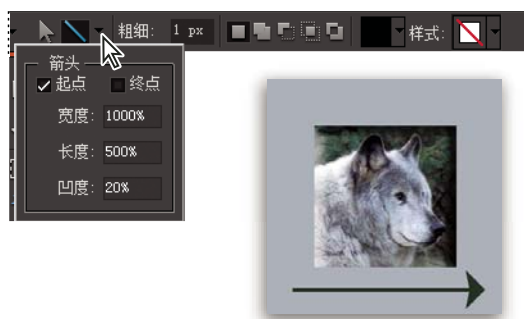 粗细: 1 px 样式:
箭头
起点 终点
宽度: 1000%
长度: 500%
凹度: 20%